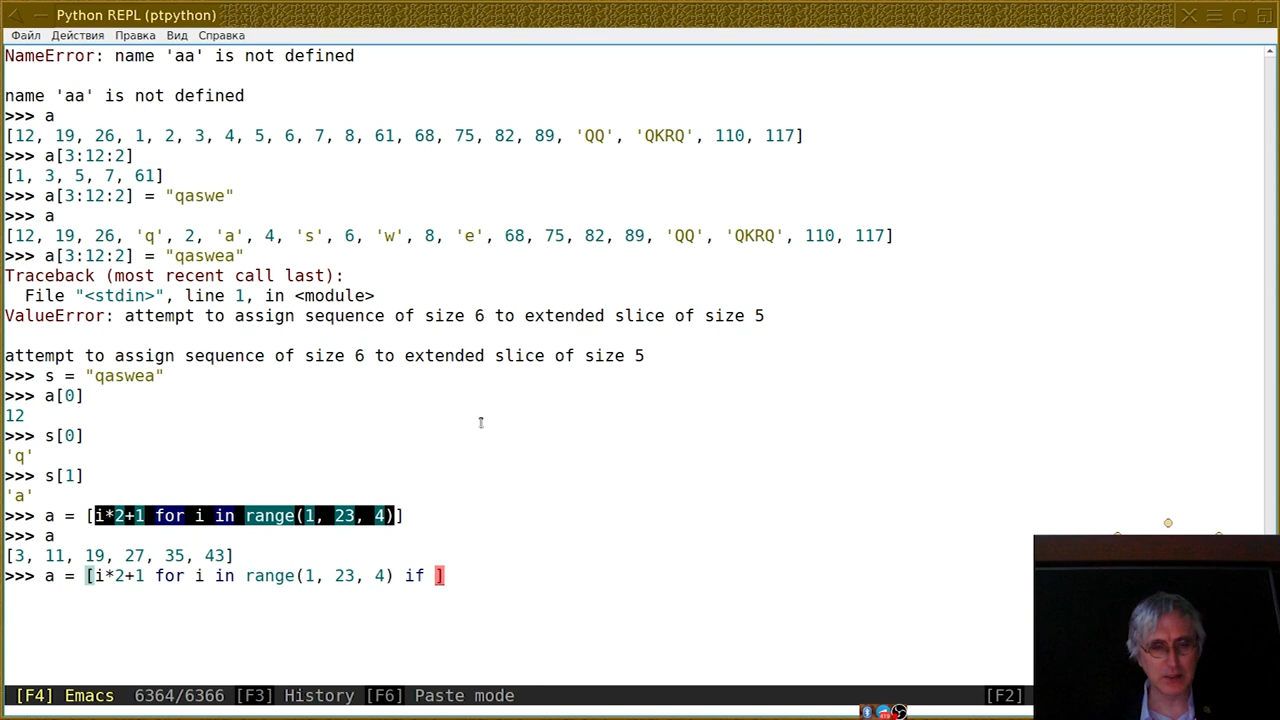 Python REPL (ptpython)
Файл Действия Правка Вид Справка
NameError: name 'aa' is not defined
name 'aa' is not defined
>>> a
[12, 19, 26, 1, 2, 3, 4, 5, 6, 7, 8, 61, 68, 75, 82, 89, 'QQ', 'QKRQ', 110, 117]
>>> a[3:12:2]
[1, 3, 5, 7, 61]
>>> a[3:12:2] = "qaswe"
>>> a
[12, 19, 26, 'q', 2, 'a', 4, 's', 6, 'w', 8, 'e', 68, 75, 82, 89, 'QQ', 'QKRQ', 110, 117]
>>> a[3:12:2] = "qaswea"
Traceback (most recent call last):
  File "<stdin>", line 1, in <module>
ValueError: attempt to assign sequence of size 6 to extended slice of size 5
attempt to assign sequence of size 6 to extended slice of size 5
>>> s = "qaswea"
>>> a[0]
12
>>> s[0]
'q'
>>> s[1]
'a'
>>> a = [i*2+1 for i in range(1, 23, 4)]
>>> a
[3, 11, 19, 27, 35, 43]
>>> a = [i*2+1 for i in range(1, 23, 4) if ]
[F4] Emacs 6364/6366 [F3] History [F6] Paste mode [F2]